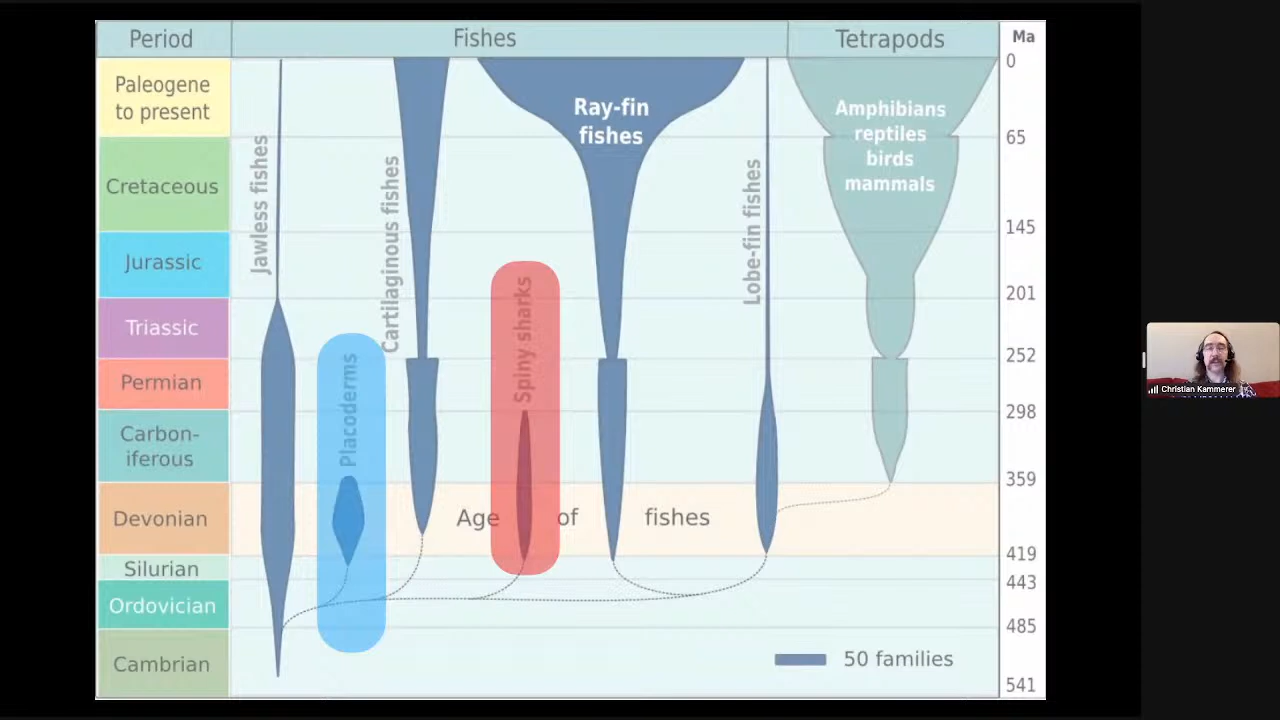 Period
Fishes
Tetrapods
Ma
Paleogene
to present
Cretaceous
Jurassic
Triassic
Permian
Carbon-
iferous
Devonian
Silurian
Ordovician
Cambrian
Jawless fishes
Placoderms
Cartilaginous fishes
Spiny sharks
Ray-fin
fishes
Lobe-fin fishes
Amphibians
reptiles
birds
mammals
Age of fishes
50 families
0
65
145
201
252
298
359
419
443
485
541
Christian Kammerer